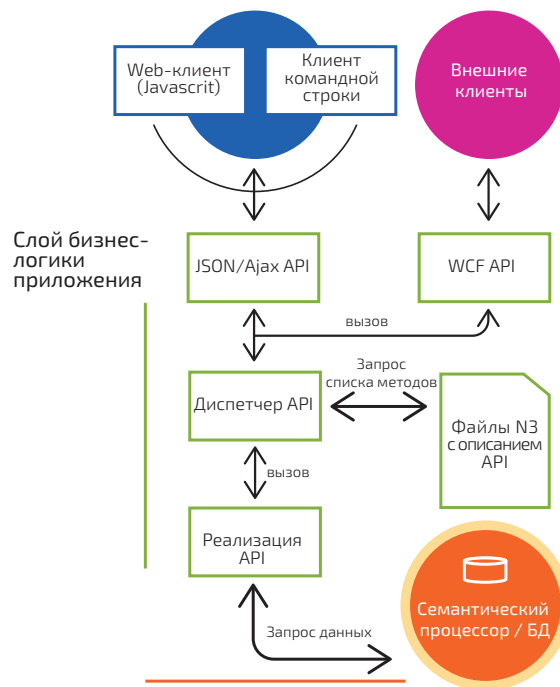 Web-клиент
(Javascrit)
Клиент
командной
строки
Внешние
клиенты
Слой бизнес-
логики
приложения
JSON/Ajax API
WCF API
вызов
Запрос
списка методов
Диспетчер API
Файлы N3
с описанием
API
вызов
Реализация
API
Запрос данных
Семантический
процессор / БД